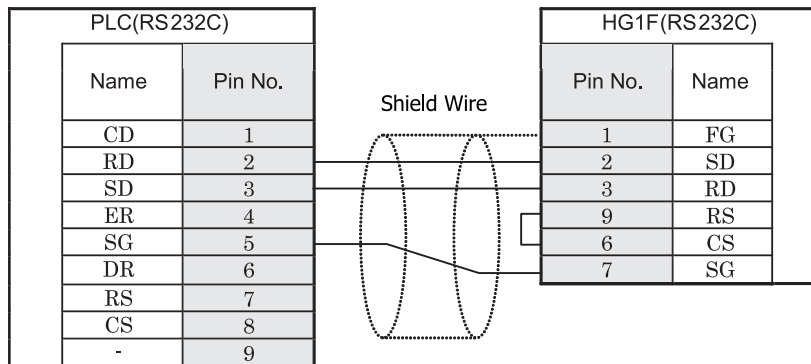 PLC(RS232C) HG1F(RS232C)
Name Pin No. Pin No. Name
Shield Wire
CD 1 1 FG
RD 2 2 SD
SD 3 3 RD
ER 4 9 RS
SG 5 6 CS
DR 6 7 SG
RS 7
CS 8
- 9